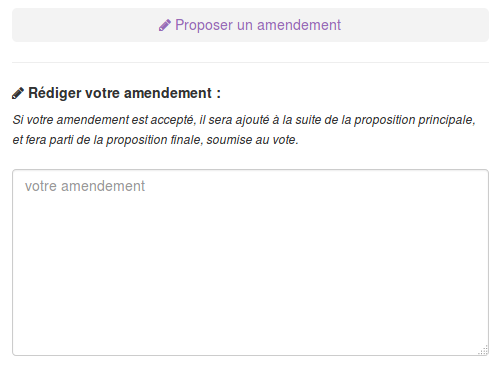 Proposer un amendement
Rédiger votre amendement :
Si votre amendement est accepté, il sera ajouté à la suite de la proposition principale,
et fera parti de la proposition finale, soumise au vote.
votre amendement